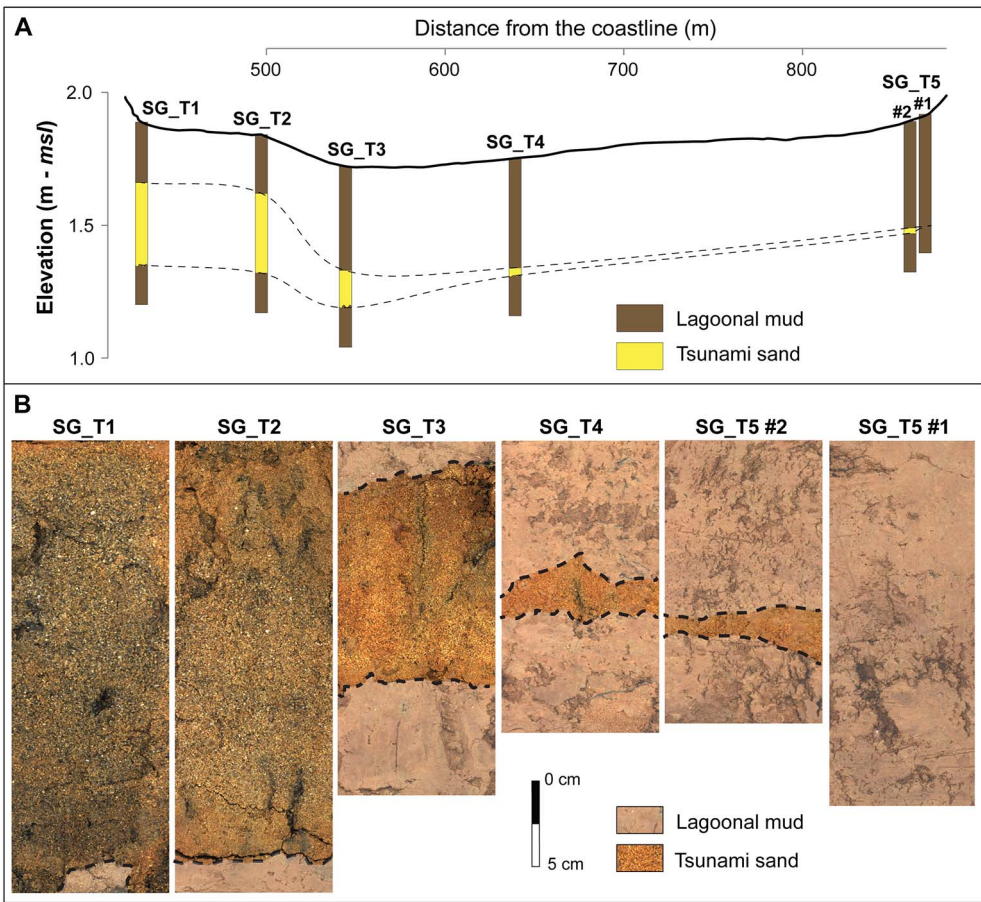 A
Distance from the coastline (m)
500 600 700 800
SG_T5
2.0
SG_T1
#2 #1
SG_T2
SG_T3
SG_T4
Elevation (m - msl)
1.5
Lagoonal mud
Tsunami sand
1.0
B
SG_T1 SG_T2 SG_T3 SG_T4 SG_T5 #2 SG_T5 #1
0 cm
5 cm
Lagoonal mud
Tsunami sand